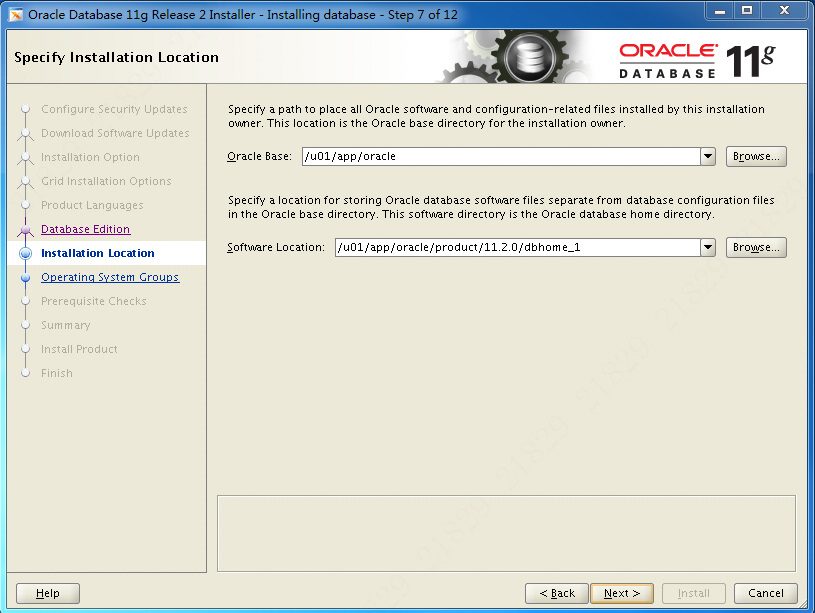 Oracle Database 11g Release 2 Installer - Installing database - Step 7 of 12
Specify Installation Location
ORACLE
DATABASE 11g
Configure Security Updates
Download Software Updates
Installation Option
Grid Installation Options
Product Languages
Database Edition
Installation Location
Operating System Groups
Prerequisite Checks
Summary
Install Product
Finish
Specify a path to place all Oracle software and configuration-related files installed by this installation
owner. This location is the Oracle base directory for the installation owner.
Oracle Base: /u01/app/oracle Browse...
Specify a location for storing Oracle database software files separate from database configuration files
in the Oracle base directory. This software directory is the Oracle database home directory.
Software Location: /u01/app/oracle/product/11.2.0/dbhome_1 Browse...
Help < Back Next > Install Cancel